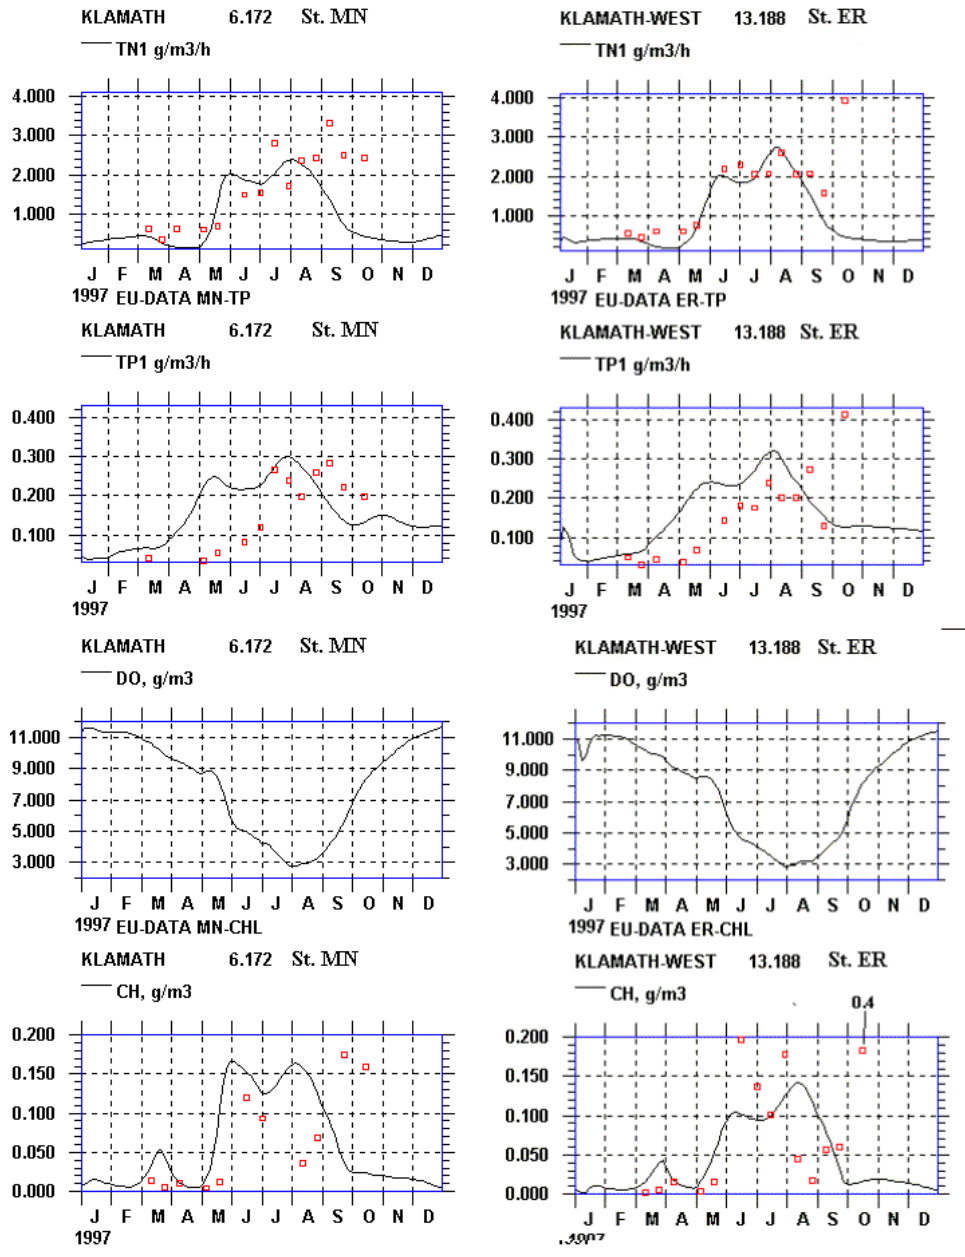 KLAMATH 6.172 St. MN
TN1 g/m3/h
4.000
3.000
2.000
1.000
J F M A M J J A S O N D
1997 EU-DATA MN-TP
KLAMATH-WEST 13.188 St. ER
TN1 g/m3/h
4.000
3.000
2.000
1.000
J F M A M J J A S O N D
1997 EU-DATA ER-TP
KLAMATH 6.172 St. MN
TP1 g/m3/h
0.400
0.300
0.200
0.100
J F M A M J J A S O N D
1997
KLAMATH-WEST 13.188 St. ER
TP1 g/m3/h
0.400
0.300
0.200
0.100
J F M A M J J A S O N D
1997
KLAMATH 6.172 St. MN
DO, g/m3
11.000
9.000
7.000
5.000
3.000
J F M A M J J A S O N D
1997 EU-DATA MN-CHL
KLAMATH-WEST 13.188 St. ER
DO, g/m3
11.000
9.000
7.000
5.000
3.000
J F M A M J J A S O N D
1997 EU-DATA ER-CHL
KLAMATH 6.172 St. MN
CH, g/m3
0.200
0.150
0.100
0.050
0.000
J F M A M J J A S O N D
1997
KLAMATH-WEST 13.188 St. ER
CH, g/m3
0.4
0.200
0.150
0.100
0.050
0.000
J F M A M J J A S O N D